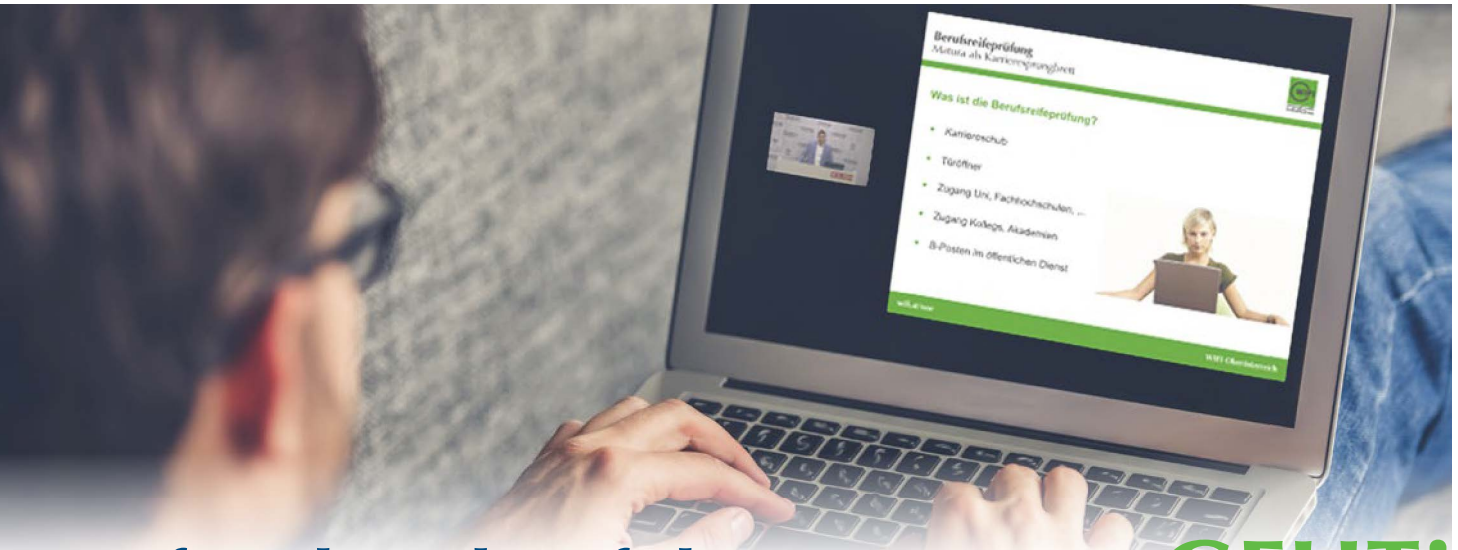 Berufsreifeprüfung
Matura als Karrieresprungbrett
Was ist die Berufsreifeprüfung?
• Karriereschub
• Türöffner
• Zugang Uni, Fachhochschulen, ...
• Zugang Kollegs, Akademien
• B-Posten im öffentlichen Dienst
WIFI Oberösterreich